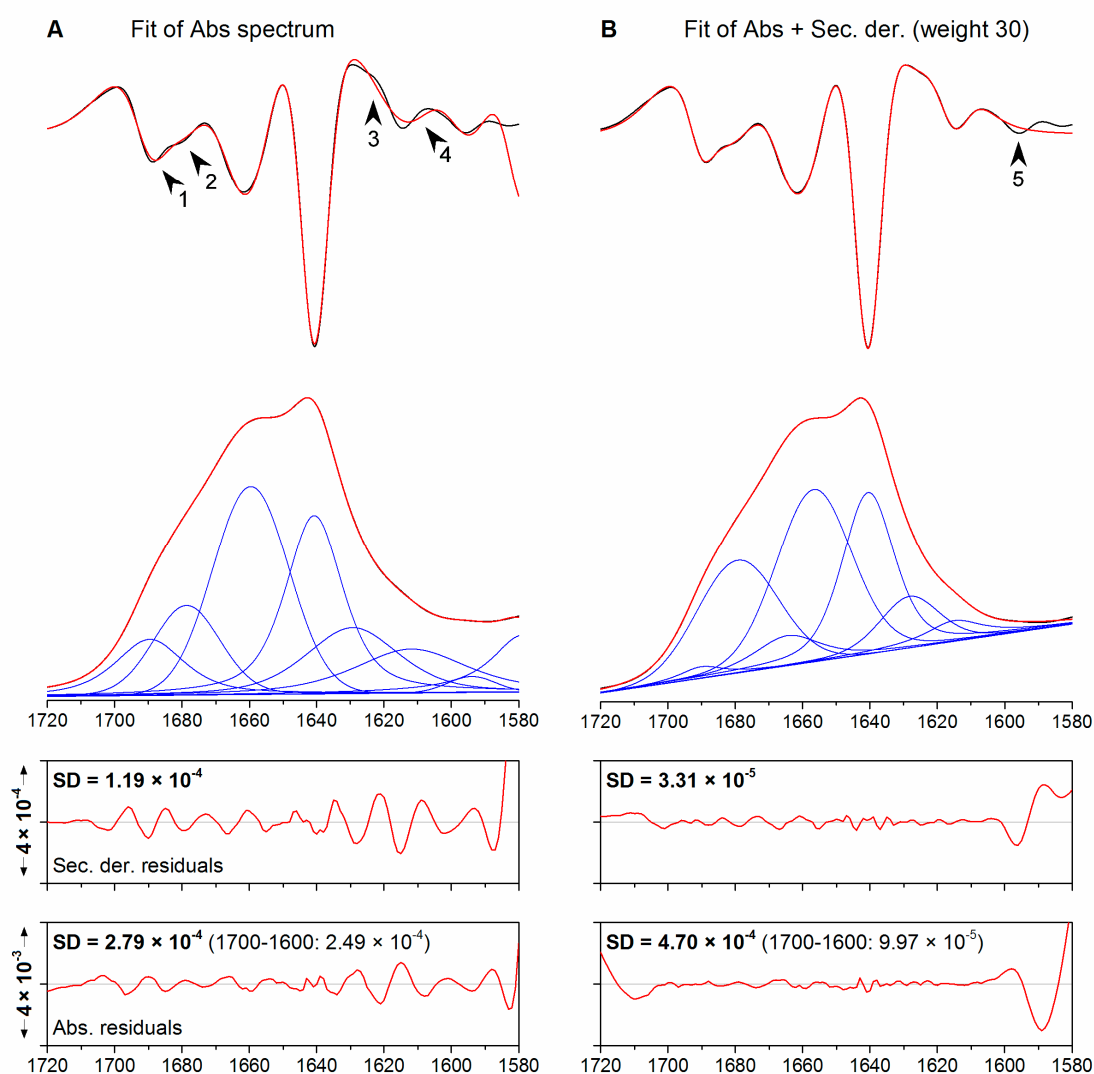 A Fit of Abs spectrum
B Fit of Abs + Sec. der. (weight 30)
1
2
3
4
5
1720 1700 1680 1660 1640 1620 1600 1580
1720 1700 1680 1660 1640 1620 1600 1580
4 × 10⁻⁴
SD = 1.19 × 10⁻⁴
Sec. der. residuals
SD = 3.31 × 10⁻⁵
4 × 10⁻³
SD = 2.79 × 10⁻⁴ (1700-1600: 2.49 × 10⁻⁴)
Abs. residuals
SD = 4.70 × 10⁻⁴ (1700-1600: 9.97 × 10⁻⁵)
1720 1700 1680 1660 1640 1620 1600 1580
1720 1700 1680 1660 1640 1620 1600 1580